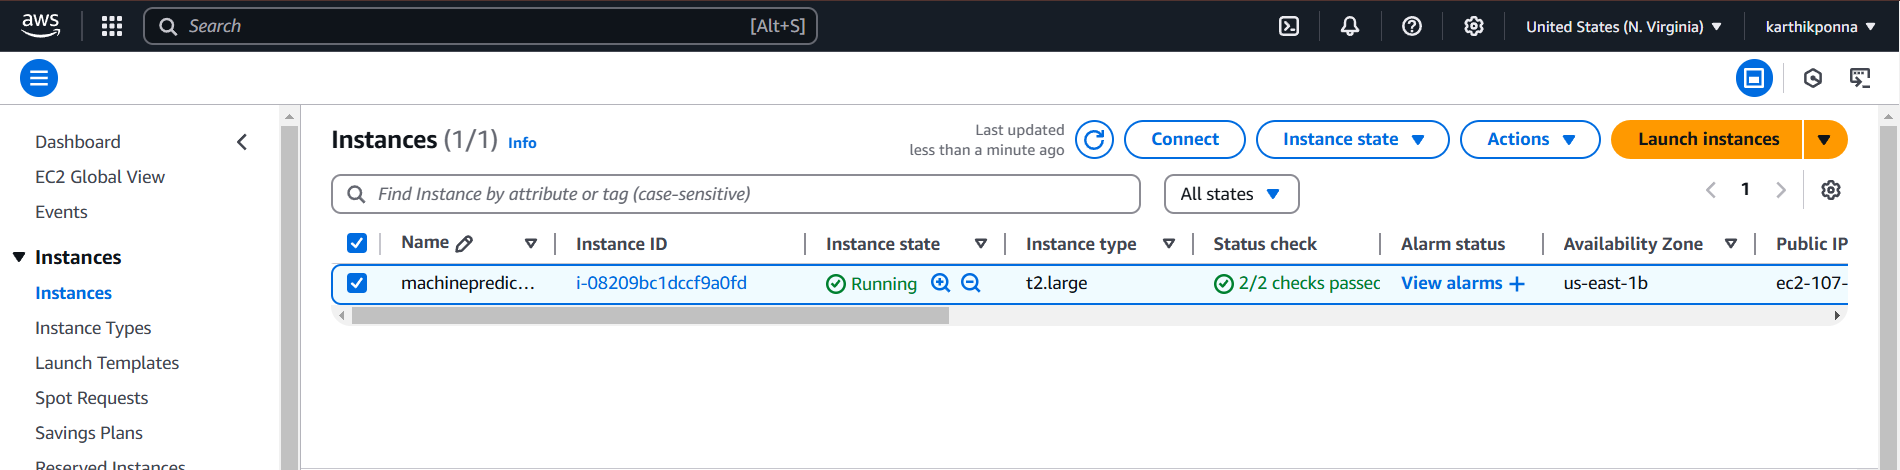 aws
Search [Alt+S]
United States (N. Virginia)
karthikponna
Dashboard
EC2 Global View
Events
Instances
Instances
Instance Types
Launch Templates
Spot Requests
Savings Plans
Reserved Instances
Instances (1/1) Info
Last updated
less than a minute ago
Connect
Instance state
Actions
Launch instances
Find Instance by attribute or tag (case-sensitive)
All states
1
Name Instance ID Instance state Instance type Status check Alarm status Availability Zone Public IP
machinepredic... i-08209bc1dccf9a0fd Running t2.large 2/2 checks passec View alarms + us-east-1b ec2-107-